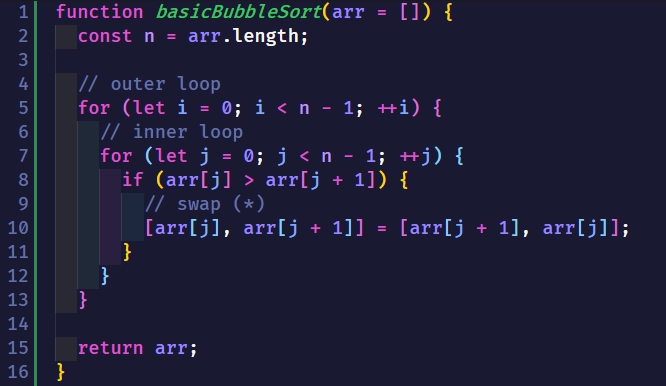 1 function basicBubbleSort(arr = []) {
2   const n = arr.length;
3
4   // outer loop
5   for (let i = 0; i < n - 1; ++i) {
6     // inner loop
7     for (let j = 0; j < n - 1; ++j) {
8       if (arr[j] > arr[j + 1]) {
9         // swap (*)
10         [arr[j], arr[j + 1]] = [arr[j + 1], arr[j]];
11       }
12     }
13   }
14
15   return arr;
16 }